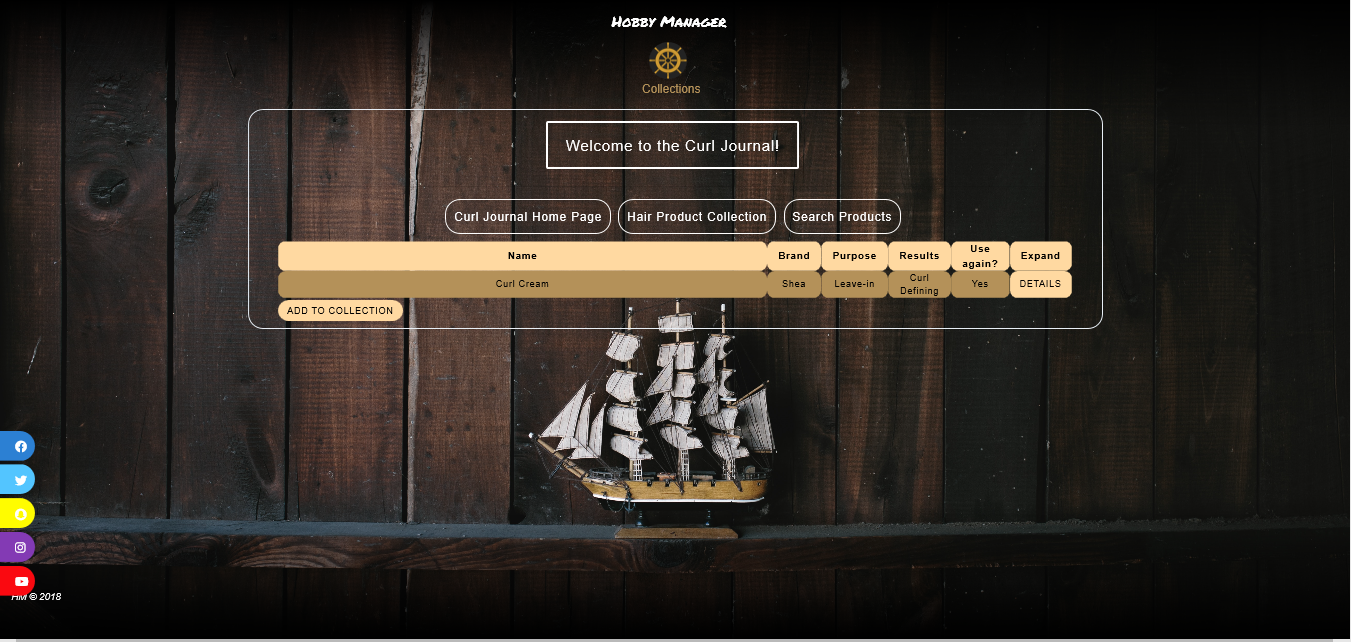 Hobby Manager
Collections
Welcome to the Curl Journal!
Curl Journal Home Page Hair Product Collection Search Products
Name Brand Purpose Results Use again? Expand
Curl Cream Shea Leave-in Curl Defining Yes DETAILS
ADD TO COLLECTION
HM © 2018